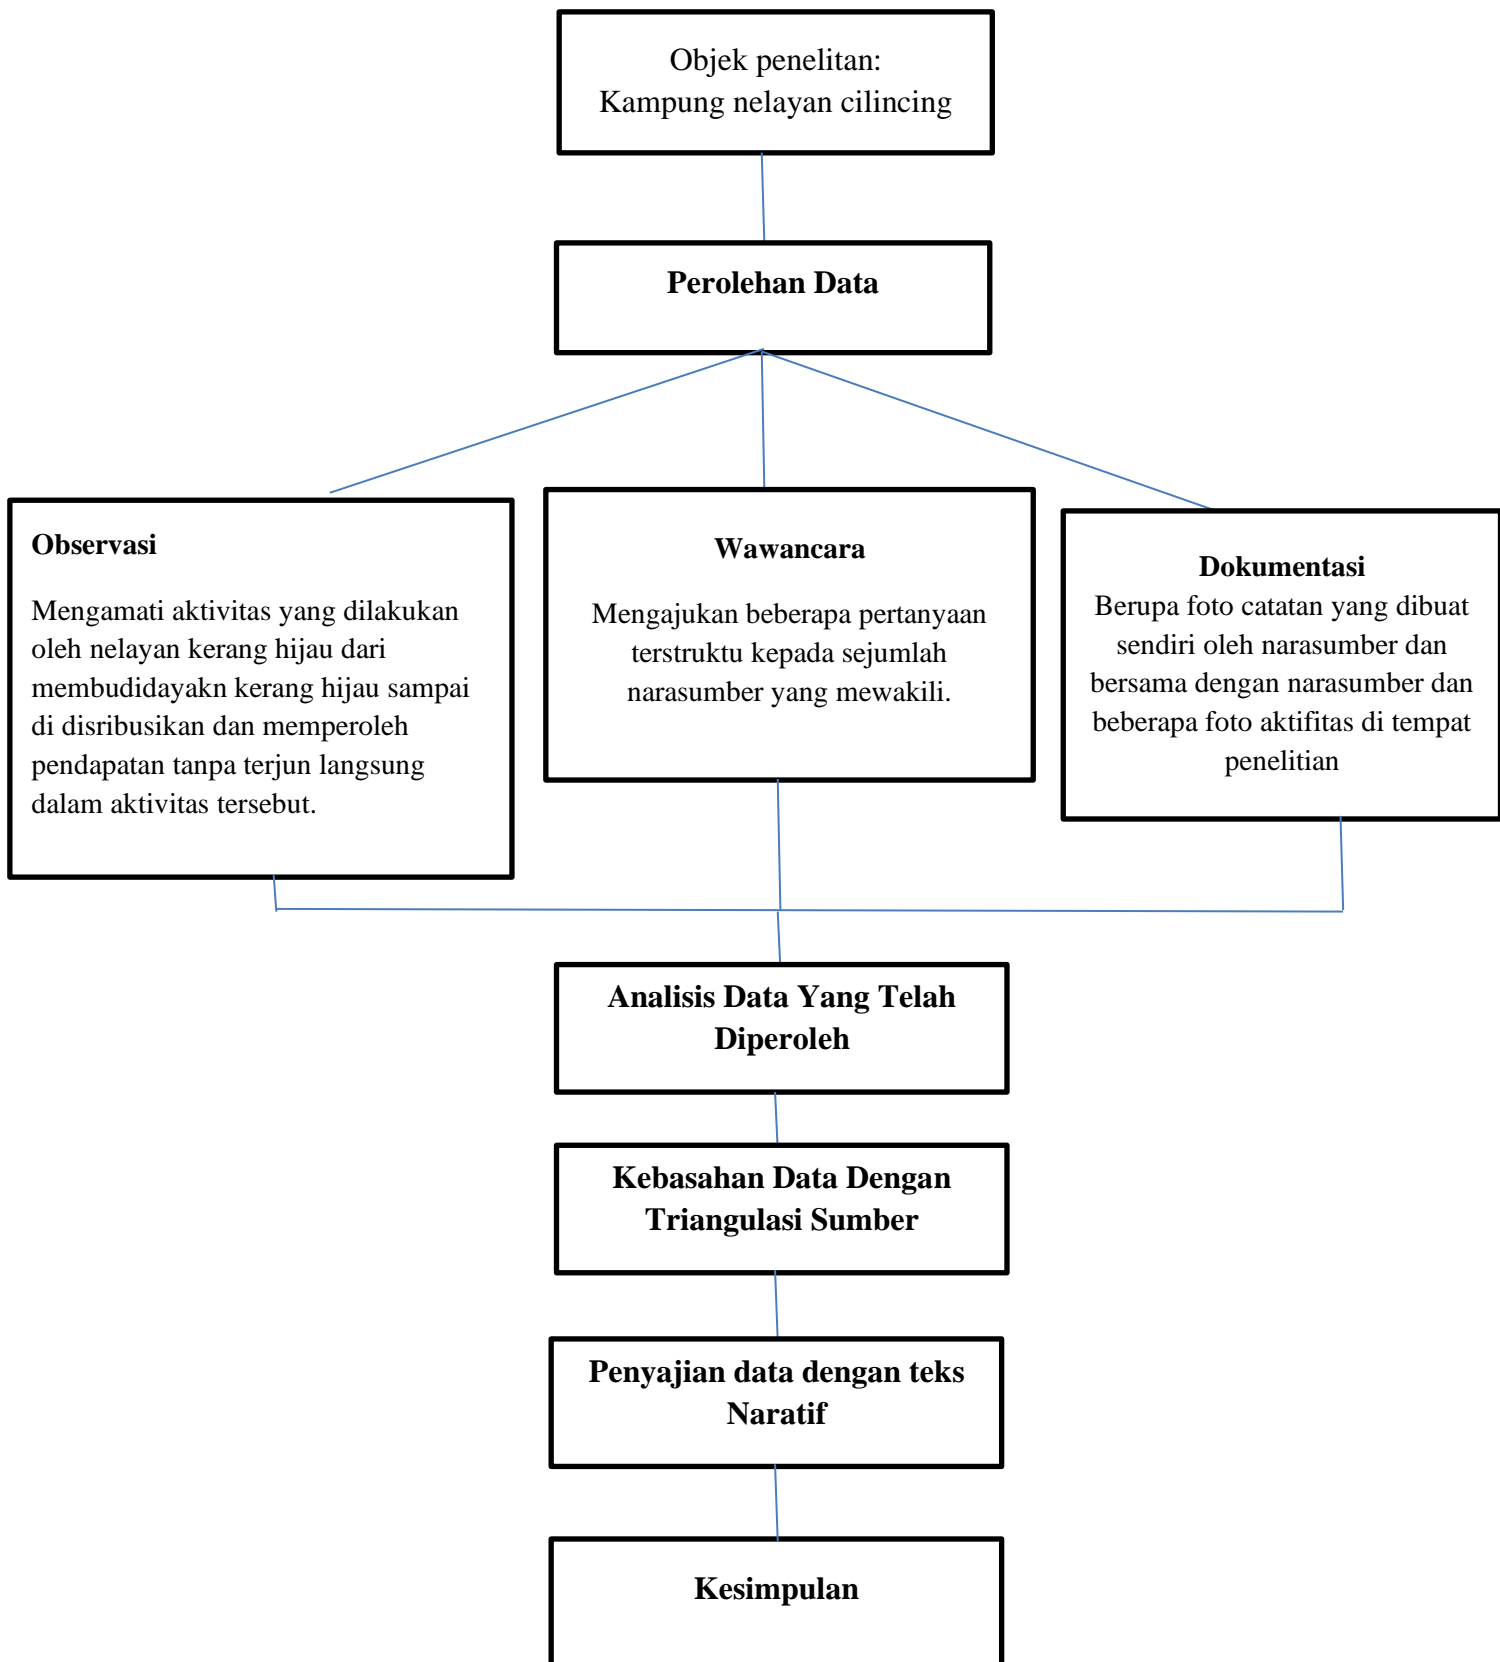 Objek penelitan:
Kampung nelayan cilincing
Perolehan Data
Observasi
Mengamati aktivitas yang dilakukan
oleh nelayan kerang hijau dari
membudidayakn kerang hijau sampai
di disribusikan dan memperoleh
pendapatan tanpa terjun langsung
dalam aktivitas tersebut.
Wawancara
Mengajukan beberapa pertanyaan
terstruktu kepada sejumlah
narasumber yang mewakili.
Dokumentasi
Berupa foto catatan yang dibuat
sendiri oleh narasumber dan
bersama dengan narasumber dan
beberapa foto aktifitas di tempat
penelitian
Analisis Data Yang Telah
Diperoleh
Kebasahan Data Dengan
Triangulasi Sumber
Penyajian data dengan teks
Naratif
Kesimpulan